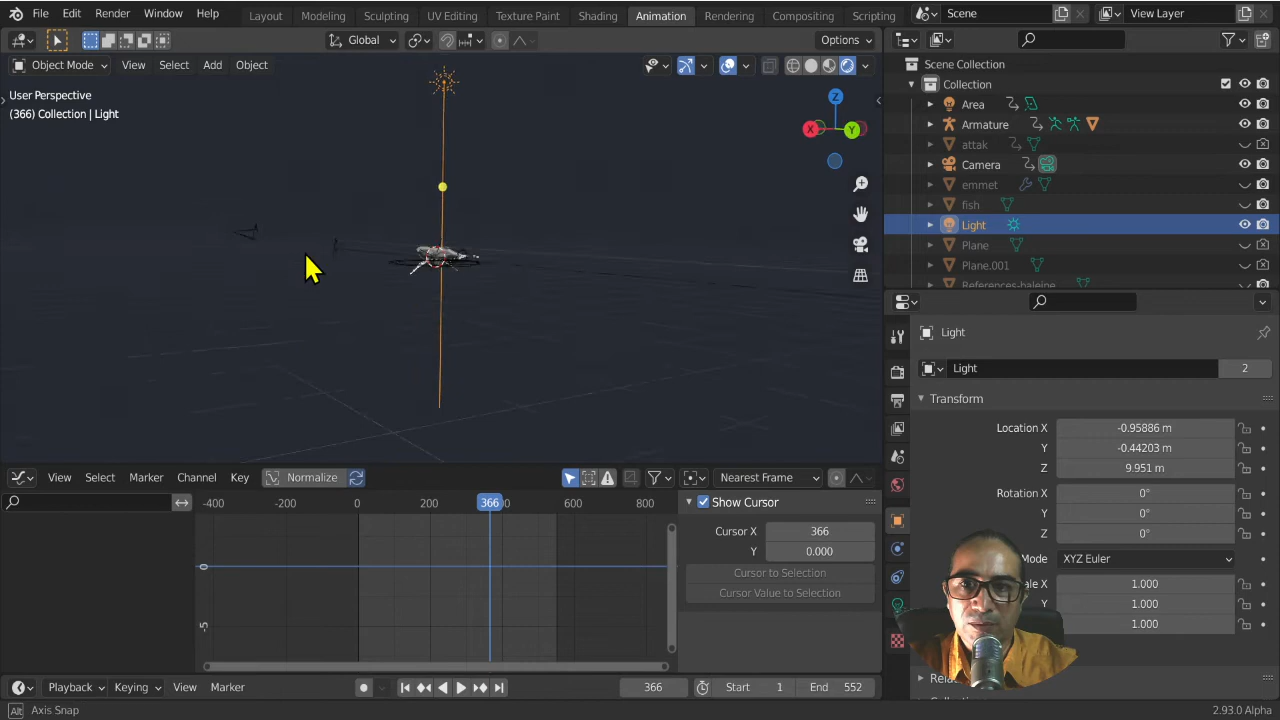 File Edit Render Window Help Layout Modeling Sculpting UV Editing Texture Paint Shading Animation Rendering Compositing Scripting Scene View Layer
Global Options
Object Mode View Select Add Object
User Perspective
(366) Collection | Light
Z
X Y
Scene Collection
Collection
Area
Armature
attak
Camera
emmet
fish
Light
Plane
Plane.001
References-baleine
Light
Light 2
Transform
Location X -0.95886 m
Y -0.44203 m
Z 9.951 m
Rotation X 0°
Y 0°
Z 0°
Mode XYZ Euler
ale X 1.000
Y 1.000
1.000
Rel
View Select Marker Channel Key Normalize Nearest Frame
-400 0 200 366 600 800
0
-5
Show Cursor
Cursor X 366
Y 0.000
Cursor to Selection
Cursor Value to Selection
Playback Keying View Marker 366 Start 1 End 552
Alt Axis Snap 2.93.0 Alpha